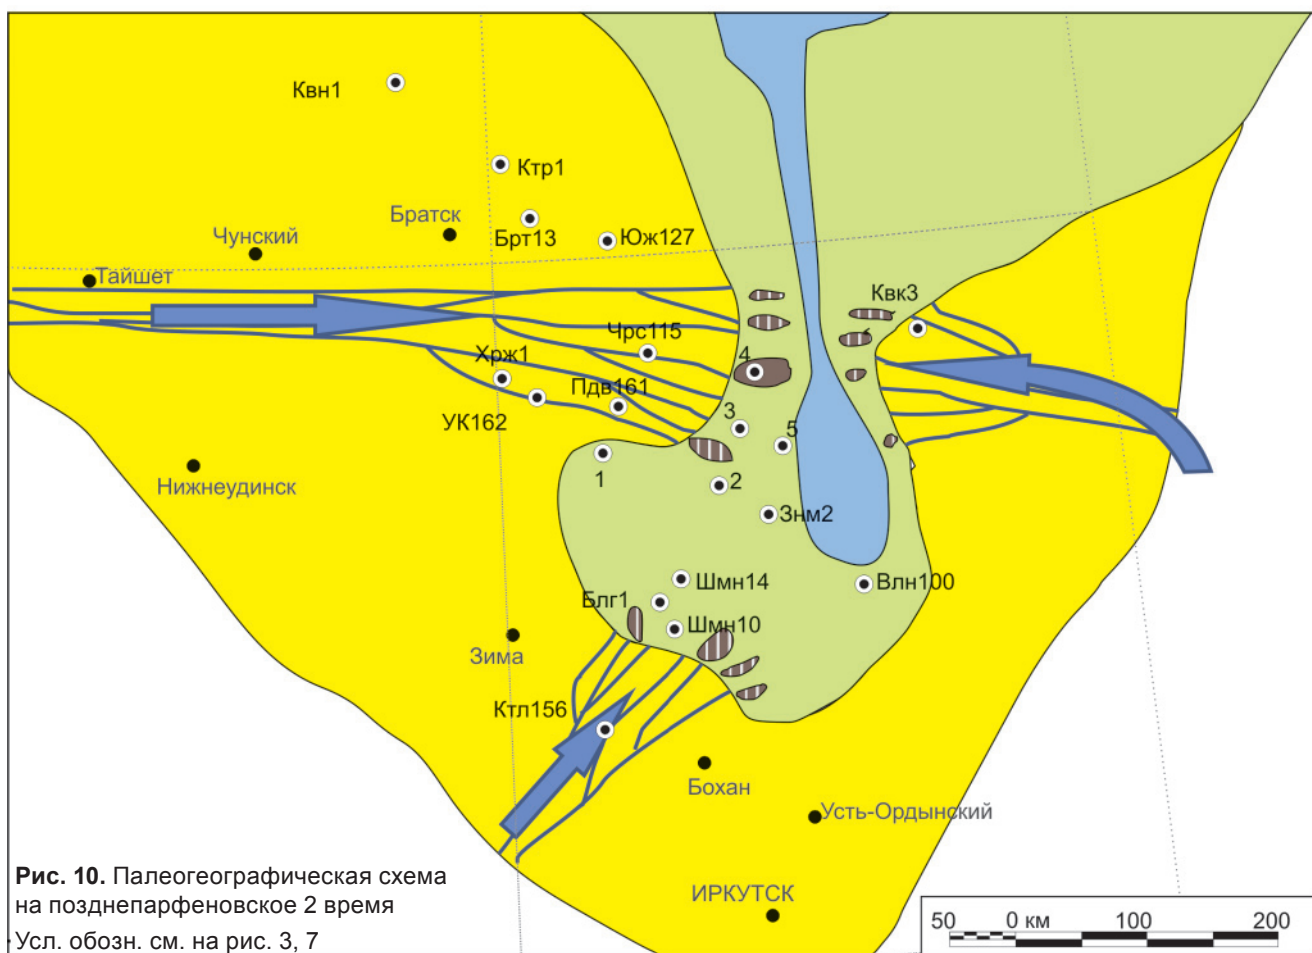 Квн1
Ктр1
Братск
Брт13
Юж127
Чунский
Тайшет
Квк3
Чрс115
Хрж1
4
Пдв161
УК162
3
5
1
2
Нижнеудинск
Знм2
Шмн14
Влн100
Блг1
Шмн10
Зима
Ктл156
Бохан
Усть-Ордынский
ИРКУТСК
Рис. 10. Палеогеографическая схема
на позднепарфеновское 2 время
Усл. обозн. см. на рис. 3, 7
50 0 км 100 200